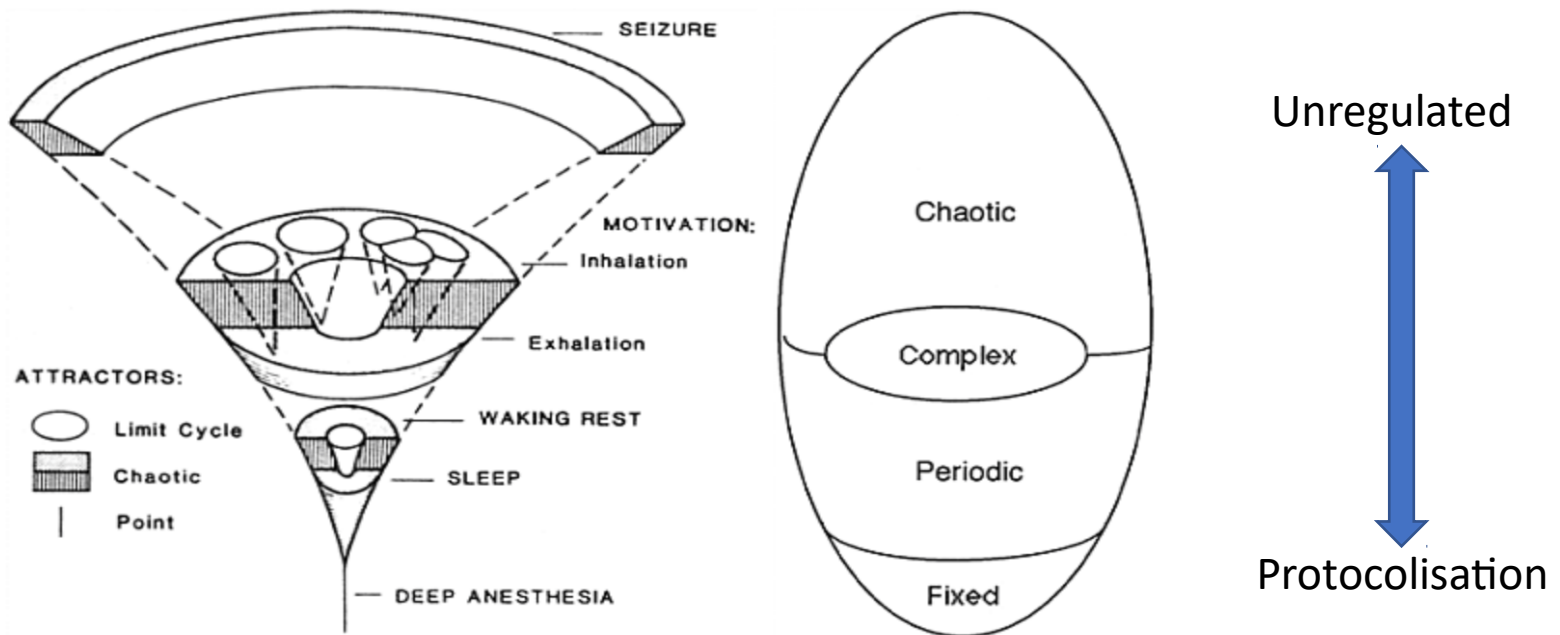 SEIZURE
MOTIVATION:
Inhalation
Exhalation
ATTRACTORS:
Limit Cycle
Chaotic
Point
WAKING REST
SLEEP
DEEP ANESTHESIA
Chaotic
Complex
Periodic
Fixed
Unregulated
Protocolisation